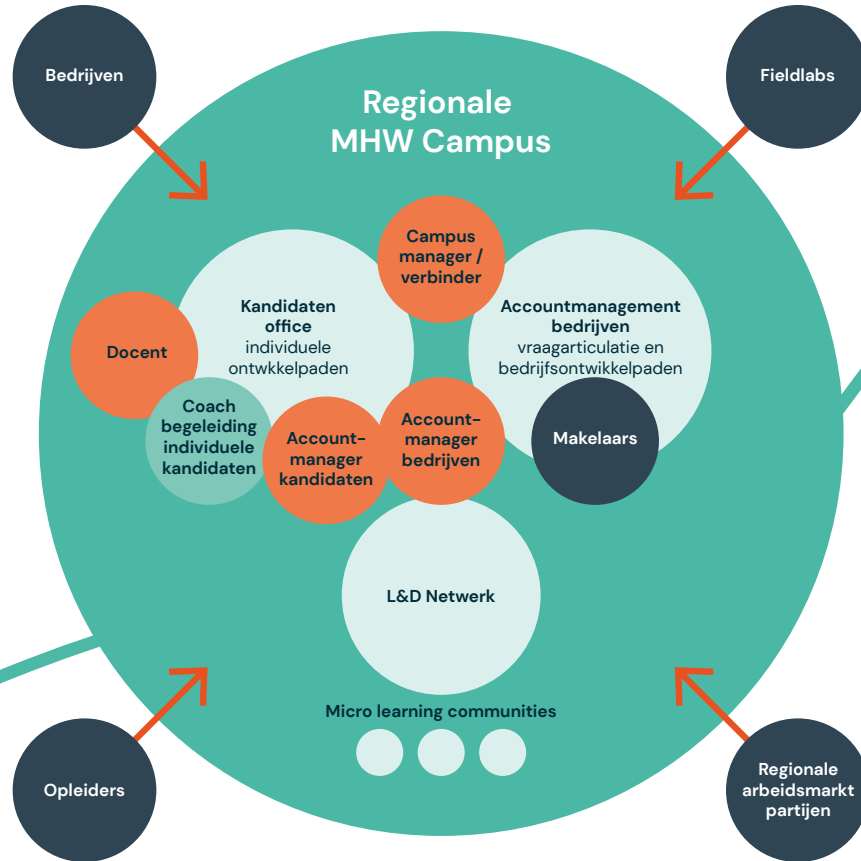 Bedrijven
Fieldlabs
Regionale
MHW Campus
Campus
manager /
verbinder
Kandidaten
office
individuele
ontwkkelpaden
Accountmanagement
bedrijven
vraagarticulatie en
bedrijfsontwikkelpaden
Docent
Coach
begeleiding
individuele
kandidaten
Account-
manager
kandidaten
Account-
manager
bedrijven
Makelaars
L&D Netwerk
Micro learning communities
Opleiders
Regionale
arbeidsmarkt
partijen